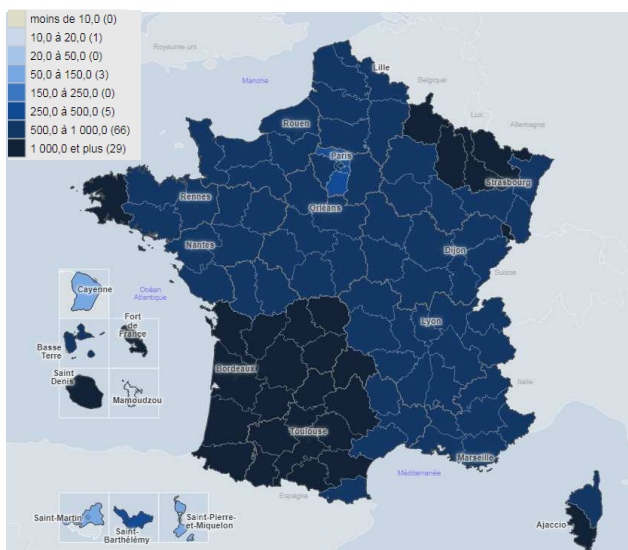 moins de 10,0 (0)
10,0 à 20,0 (1)
20,0 à 50,0 (0)
50,0 à 150,0 (3)
150,0 à 250,0 (0)
250,0 à 500,0 (5)
500,0 à 1 000,0 (66)
1 000,0 et plus (29)
Royaume-uni
Lille
Manche
Belgique
Lux.
Allemagne
Rouen
Paris
Strasbourg
Rennes
Orléans
Nantes
Dijon
Suisse
Cayenne
Océan
Atlantique
Fort
de
France
Basse
Terre
Lyon
Saint
Denis
Mamoudzou
Bordeaux
Italie
Toulouse
Marseille
Méditerranée
Espagne
Saint-Martin
Saint-
Barthélémy
Saint-Pierre-
et-Miquelon
Ajaccio